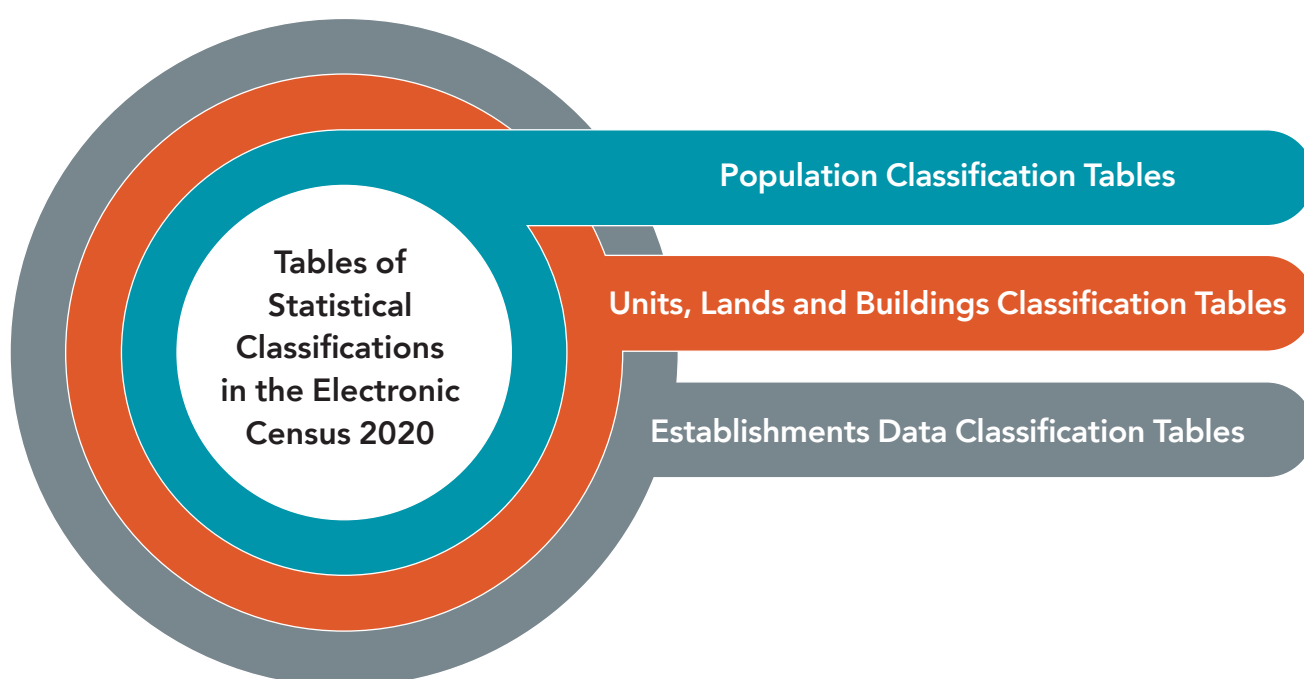 Tables of
Statistical
Classifications
in the Electronic
Census 2020
Population Classification Tables
Units, Lands and Buildings Classification Tables
Establishments Data Classification Tables